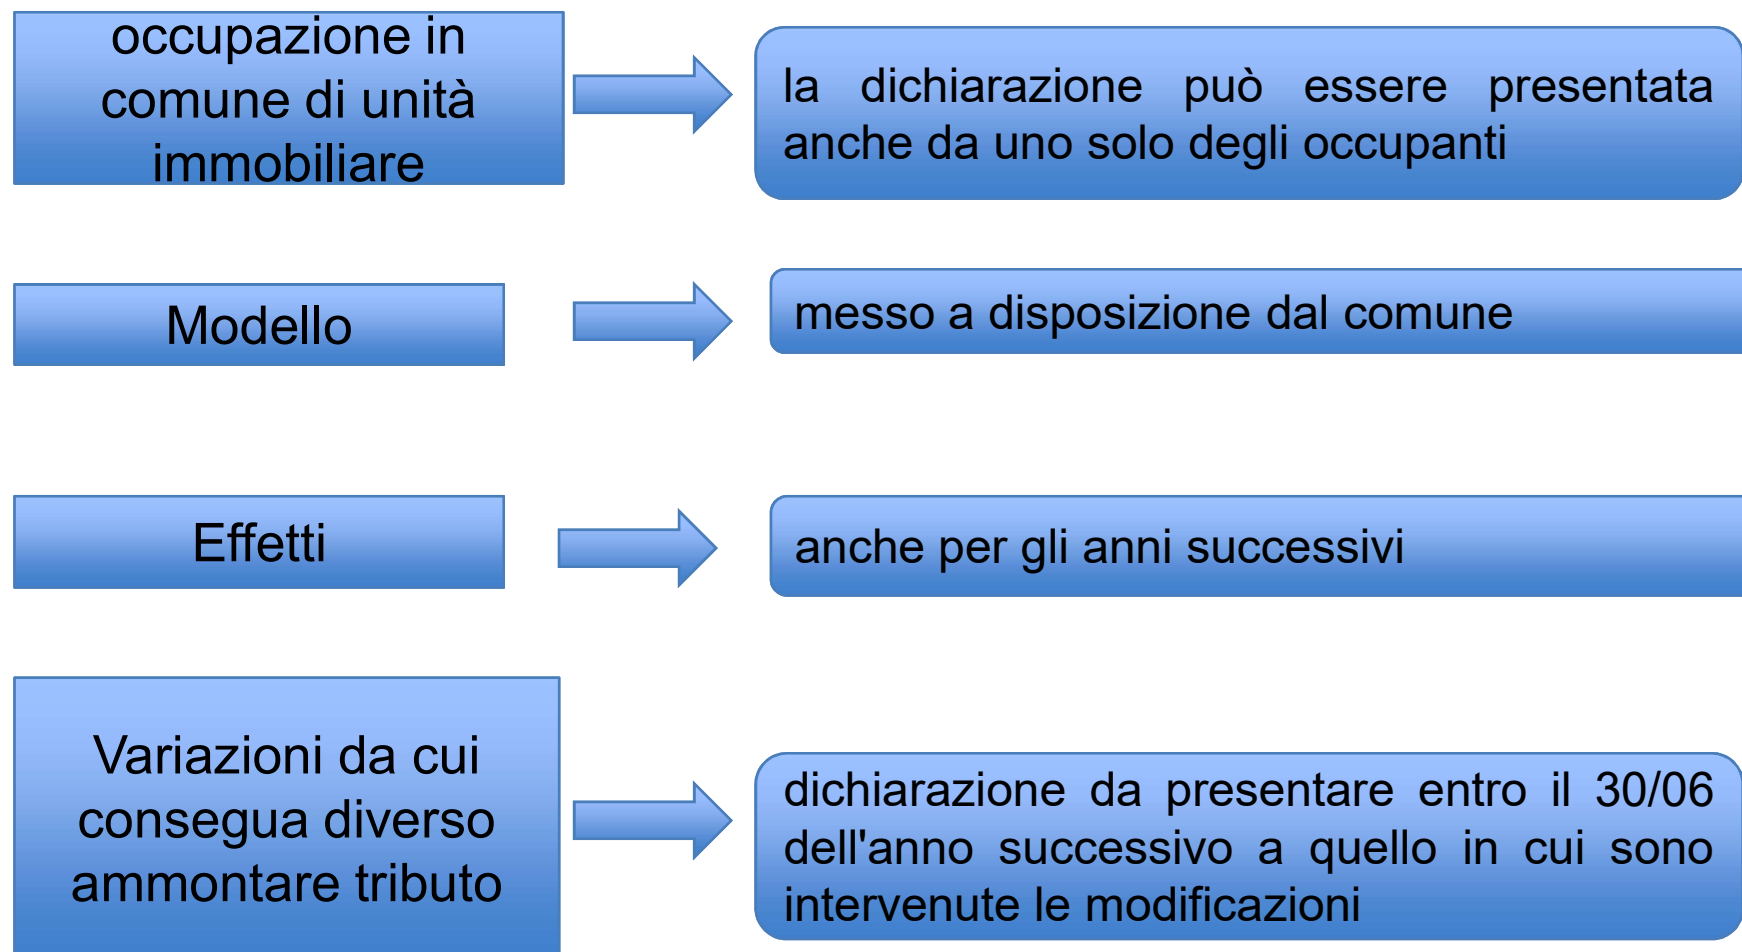 occupazione in
comune di unità
immobiliare
la dichiarazione può essere presentata
anche da uno solo degli occupanti
Modello
messo a disposizione dal comune
Effetti
anche per gli anni successivi
Variazioni da cui
consegua diverso
ammontare tributo
dichiarazione da presentare entro il 30/06
dell'anno successivo a quello in cui sono
intervenute le modificazioni